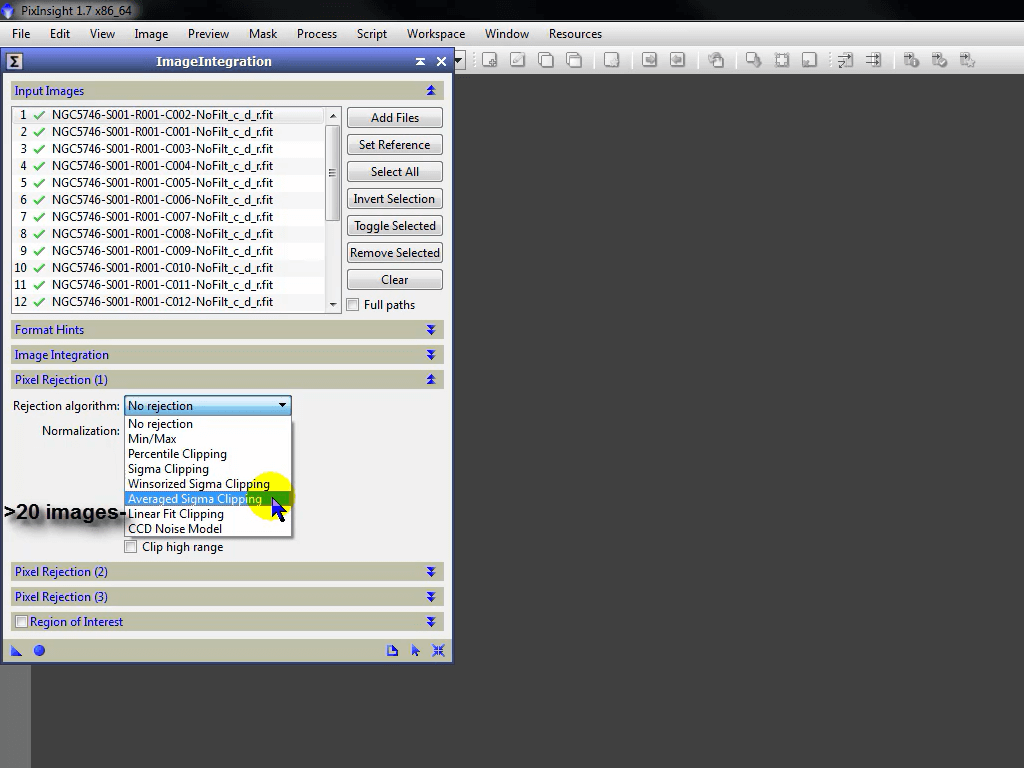 PixInsight 1.7 x86_64
File Edit View Image Preview Mask Process Script Workspace Window Resources
ImageIntegration
Input Images
1 NGC5746-S001-R001-C002-NoFilt_c_d_r.fit
2 NGC5746-S001-R001-C001-NoFilt_c_d_r.fit
3 NGC5746-S001-R001-C003-NoFilt_c_d_r.fit
4 NGC5746-S001-R001-C004-NoFilt_c_d_r.fit
5 NGC5746-S001-R001-C005-NoFilt_c_d_r.fit
6 NGC5746-S001-R001-C006-NoFilt_c_d_r.fit
7 NGC5746-S001-R001-C007-NoFilt_c_d_r.fit
8 NGC5746-S001-R001-C008-NoFilt_c_d_r.fit
9 NGC5746-S001-R001-C009-NoFilt_c_d_r.fit
10 NGC5746-S001-R001-C010-NoFilt_c_d_r.fit
11 NGC5746-S001-R001-C011-NoFilt_c_d_r.fit
12 NGC5746-S001-R001-C012-NoFilt_c_d_r.fit
Add Files
Set Reference
Select All
Invert Selection
Toggle Selected
Remove Selected
Clear
Full paths
Format Hints
Image Integration
Pixel Rejection (1)
Rejection algorithm: No rejection
Normalization:
No rejection
Min/Max
Percentile Clipping
Sigma Clipping
Winsorized Sigma Clipping
Averaged Sigma Clipping
>20 images-
Linear Fit Clipping
CCD Noise Model
Clip high range
Pixel Rejection (2)
Pixel Rejection (3)
Region of Interest